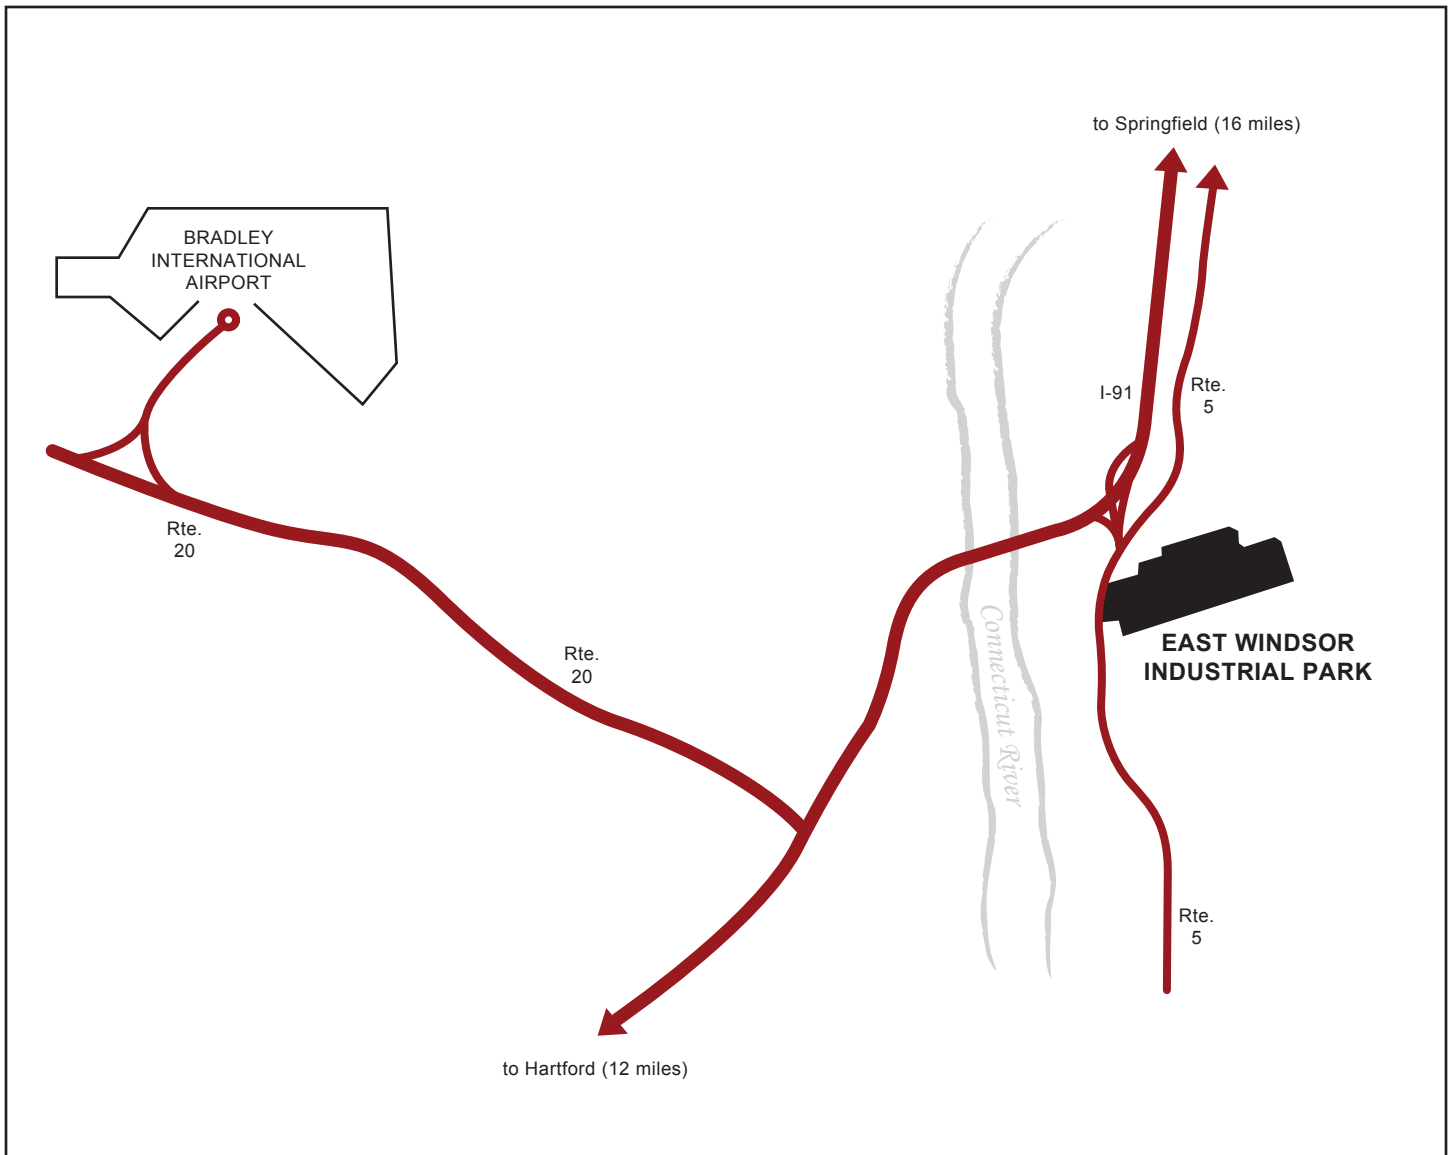 to Springfield (16 miles)
BRADLEY
INTERNATIONAL
AIRPORT
I-91
Rte.
5
Rte.
20
Connecticut River
EAST WINDSOR
INDUSTRIAL PARK
Rte.
20
Rte.
5
to Hartford (12 miles)